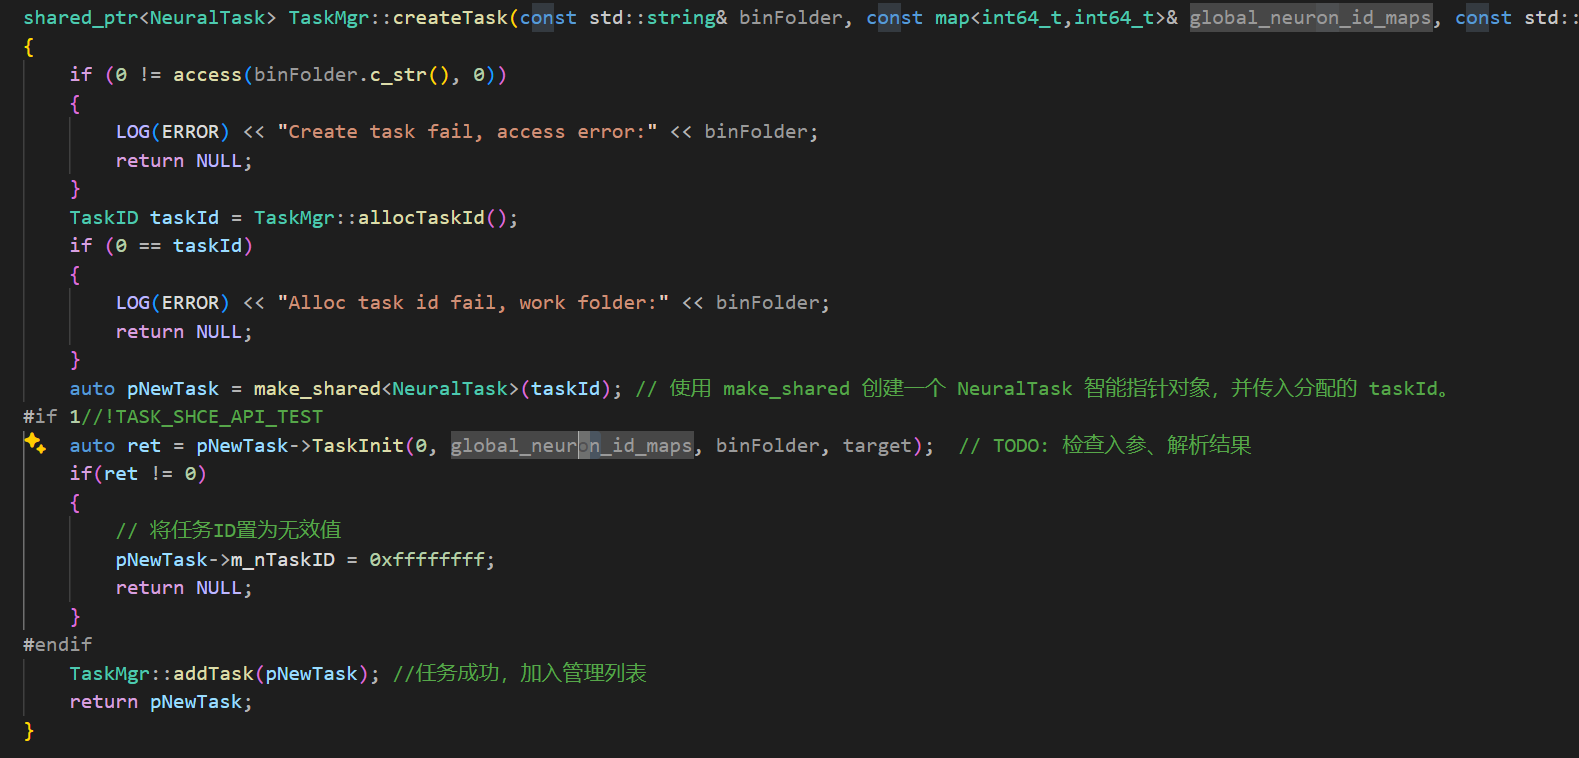 shared_ptr<NeuralTask> TaskMgr::createTask(const std::string& binFolder, const map<int64_t,int64_t>& global_neuron_id_maps, const std::
{
if (0 != access(binFolder.c_str(), 0))
{
LOG(ERROR) << "Create task fail, access error:" << binFolder;
return NULL;
}
TaskID taskId = TaskMgr::allocTaskId();
if (0 == taskId)
{
LOG(ERROR) << "Alloc task id fail, work folder:" << binFolder;
return NULL;
}
auto pNewTask = make_shared<NeuralTask>(taskId); // 使用 make_shared 创建一个 NeuralTask 智能指针对象，并传入分配的 taskId。
#if 1//!TASK_SHCE_API_TEST
auto ret = pNewTask->TaskInit(0, global_neuron_id_maps, binFolder, target);  // TODO: 检查入参、解析结果
if(ret != 0)
{
// 将任务ID置为无效值
pNewTask->m_nTaskID = 0xffffffff;
return NULL;
}
#endif
TaskMgr::addTask(pNewTask); //任务成功，加入管理列表
return pNewTask;
}